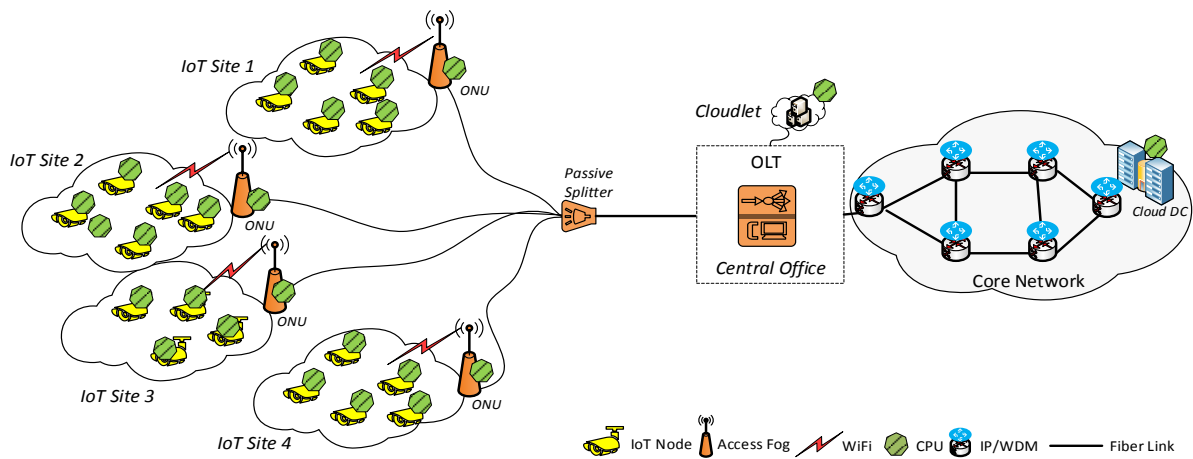 IoT Site 1
ONU
IoT Site 2
ONU
IoT Site 3
ONU
IoT Site 4
ONU
Passive
Splitter
Cloudlet
OLT
Central Office
Cloud DC
Core Network
IoT Node
Access Fog
WiFi
CPU
IP/WDM
Fiber Link